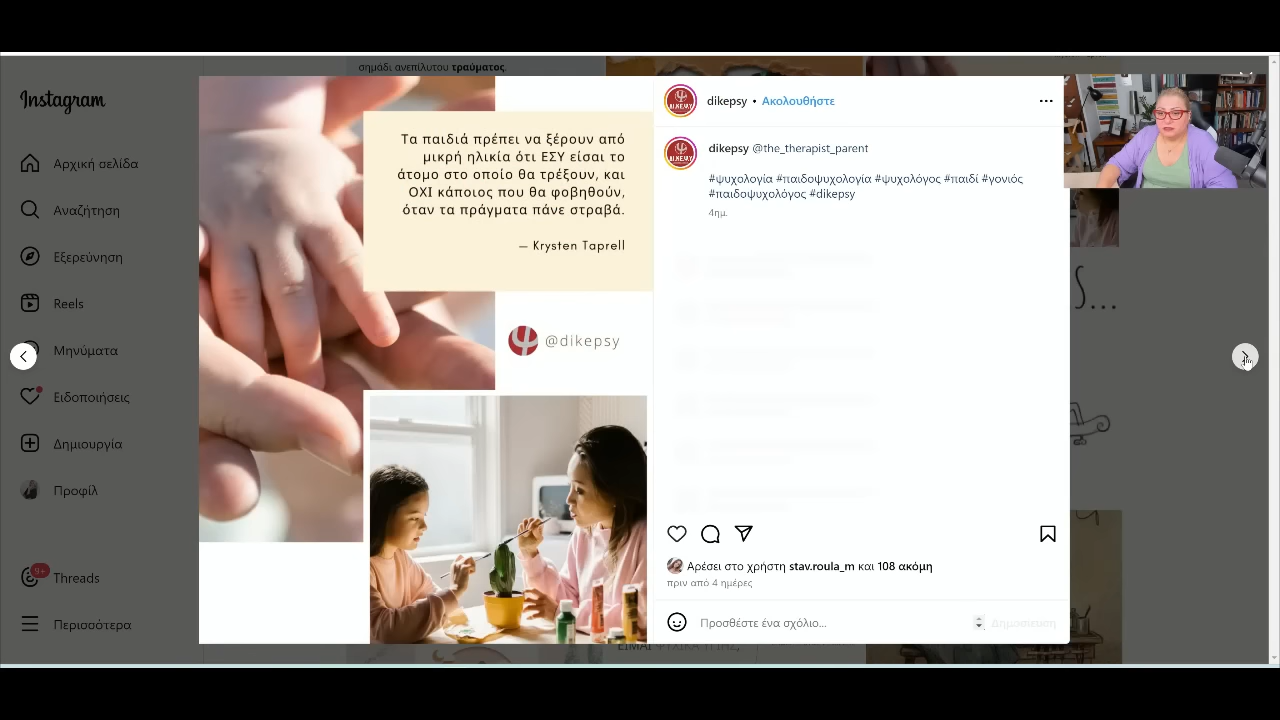 σημάδι ανεπίλυτου τραύματος.
Instagram
Αρχική σελίδα
Αναζήτηση
Εξερεύνηση
Reels
Μηνύματα
Ειδοποιήσεις
Δημιουργία
Προφίλ
9+
Threads
Περισσότερα
Τα παιδιά πρέπει να ξέρουν από
μικρή ηλικία ότι ΕΣΥ είσαι το
άτομο στο οποίο θα τρέξουν, και
ΟΧΙ κάποιος που θα φοβηθούν,
όταν τα πράγματα πάνε στραβά.
— Krysten Taprell
@dikepsy
dikepsy • Ακολουθήστε
dikepsy @the_therapist_parent
#ψυχολογία #παιδοψυχολογία #ψυχολόγος #παιδί #γονιός
#παιδοψυχολόγος #dikepsy
4ημ.
Αρέσει στο χρήστη stav.roula_m και 108 ακόμη
πριν από 4 ημέρες
Προσθέστε ένα σχόλιο...
Δημοσίευση